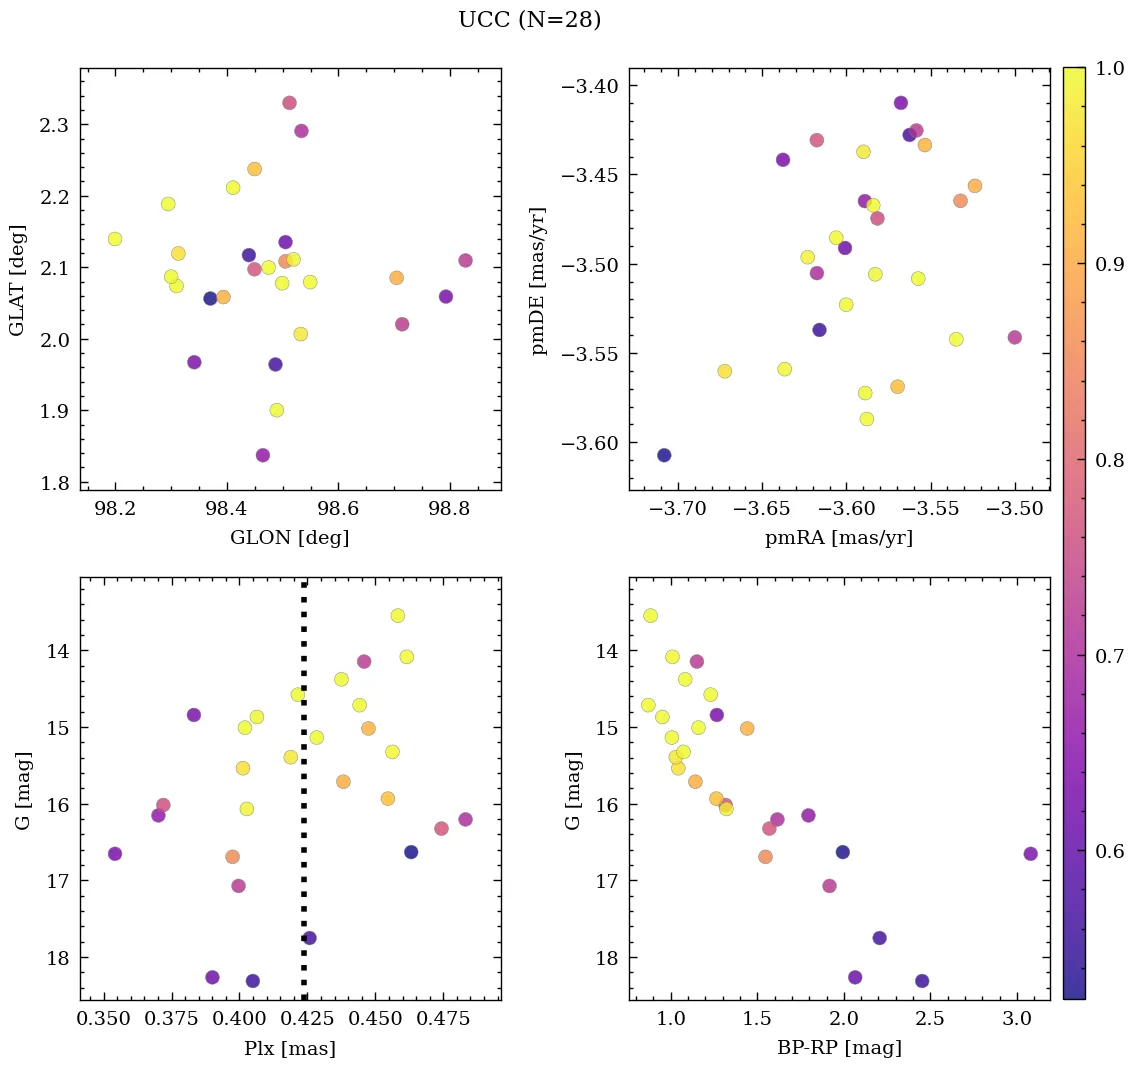 UCC (N=28)
2.3
2.2
2.1
2.0
1.9
1.8
GLAT [deg]
98.2 98.4 98.6 98.8
GLON [deg]
−3.40
−3.45
−3.50
−3.55
−3.60
pmDE [mas/yr]
−3.70 −3.65 −3.60 −3.55 −3.50
pmRA [mas/yr]
14
15
16
17
18
G [mag]
0.350 0.375 0.400 0.425 0.450 0.475
Plx [mas]
14
15
16
17
18
G [mag]
1.0 1.5 2.0 2.5 3.0
BP-RP [mag]
1.0
0.9
0.8
0.7
0.6